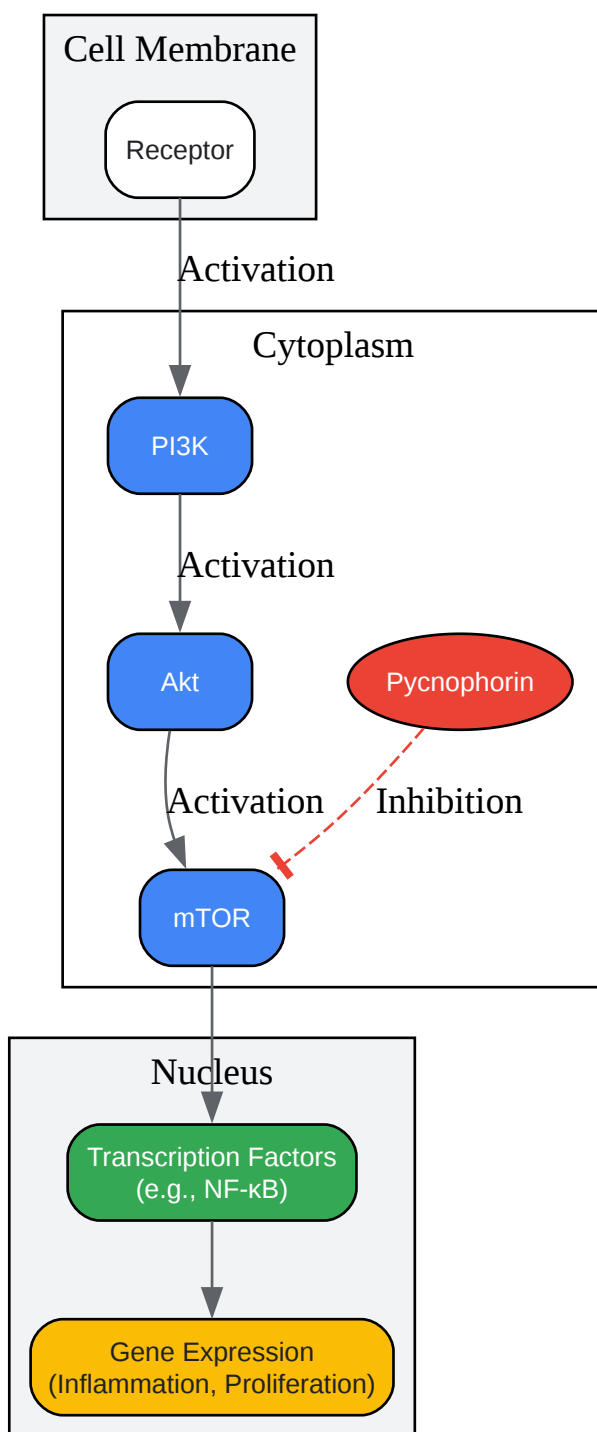 Cell Membrane
Receptor
Activation
Cytoplasm
PI3K
Activation
Akt
Pycnophorin
Activation
Inhibition
mTOR
Nucleus
Transcription Factors
(e.g., NF-κB)
Gene Expression
(Inflammation, Proliferation)